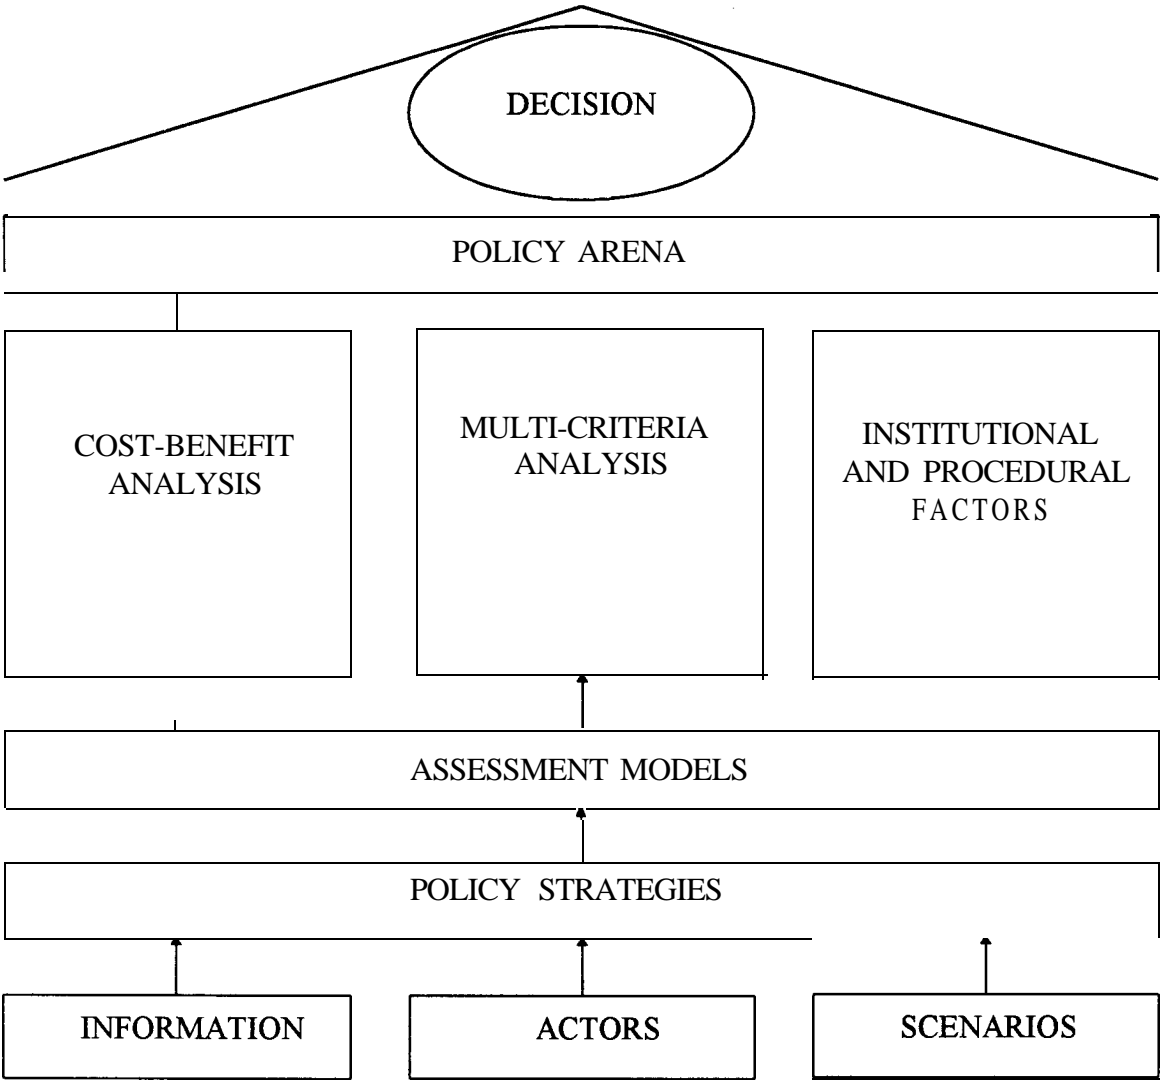 DECISION
POLICY ARENA
COST-BENEFIT
ANALYSIS
MULTI-CRITERIA
ANALYSIS
INSTITUTIONAL
AND PROCEDURAL
FACTORS
ASSESSMENT MODELS
POLICY STRATEGIES
INFORMATION
ACTORS
SCENARIOS